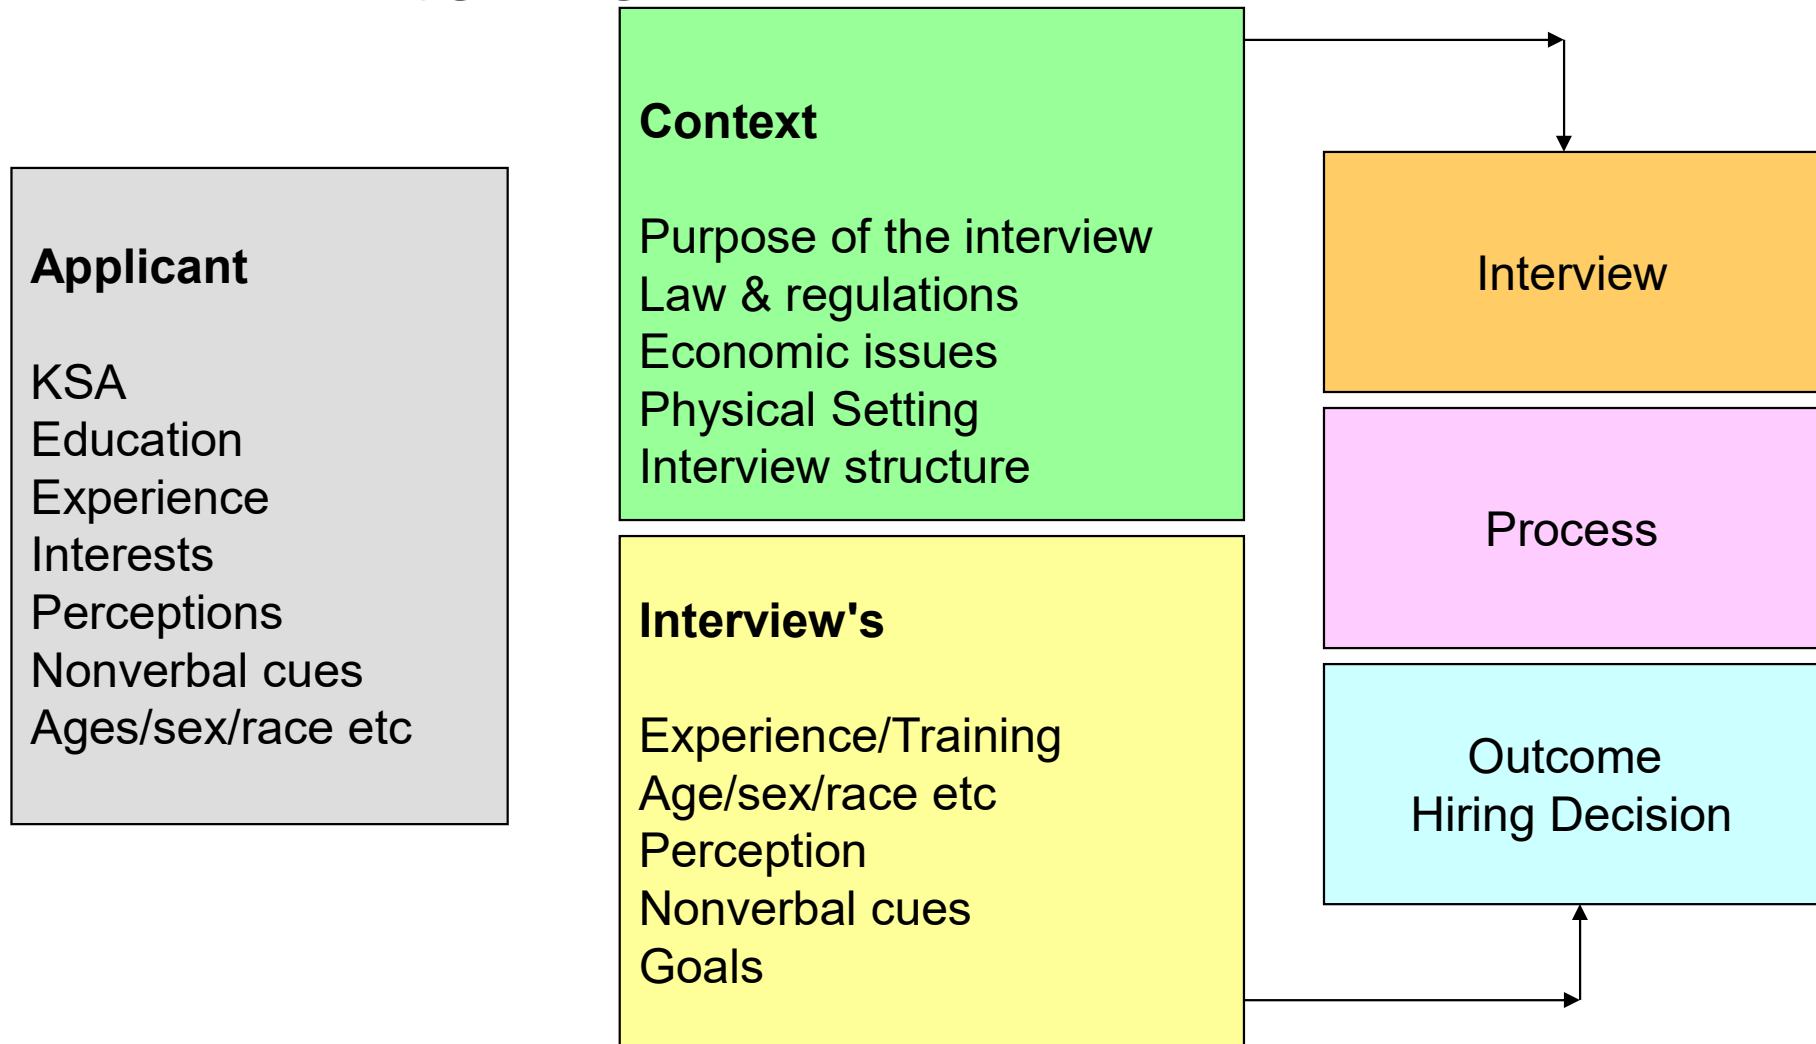 Applicant
KSA
Education
Experience
Interests
Perceptions
Nonverbal cues
Ages/sex/race etc
Context
Purpose of the interview
Law & regulations
Economic issues
Physical Setting
Interview structure
Interview's
Experience/Training
Age/sex/race etc
Perception
Nonverbal cues
Goals
Interview
Process
Outcome
Hiring Decision